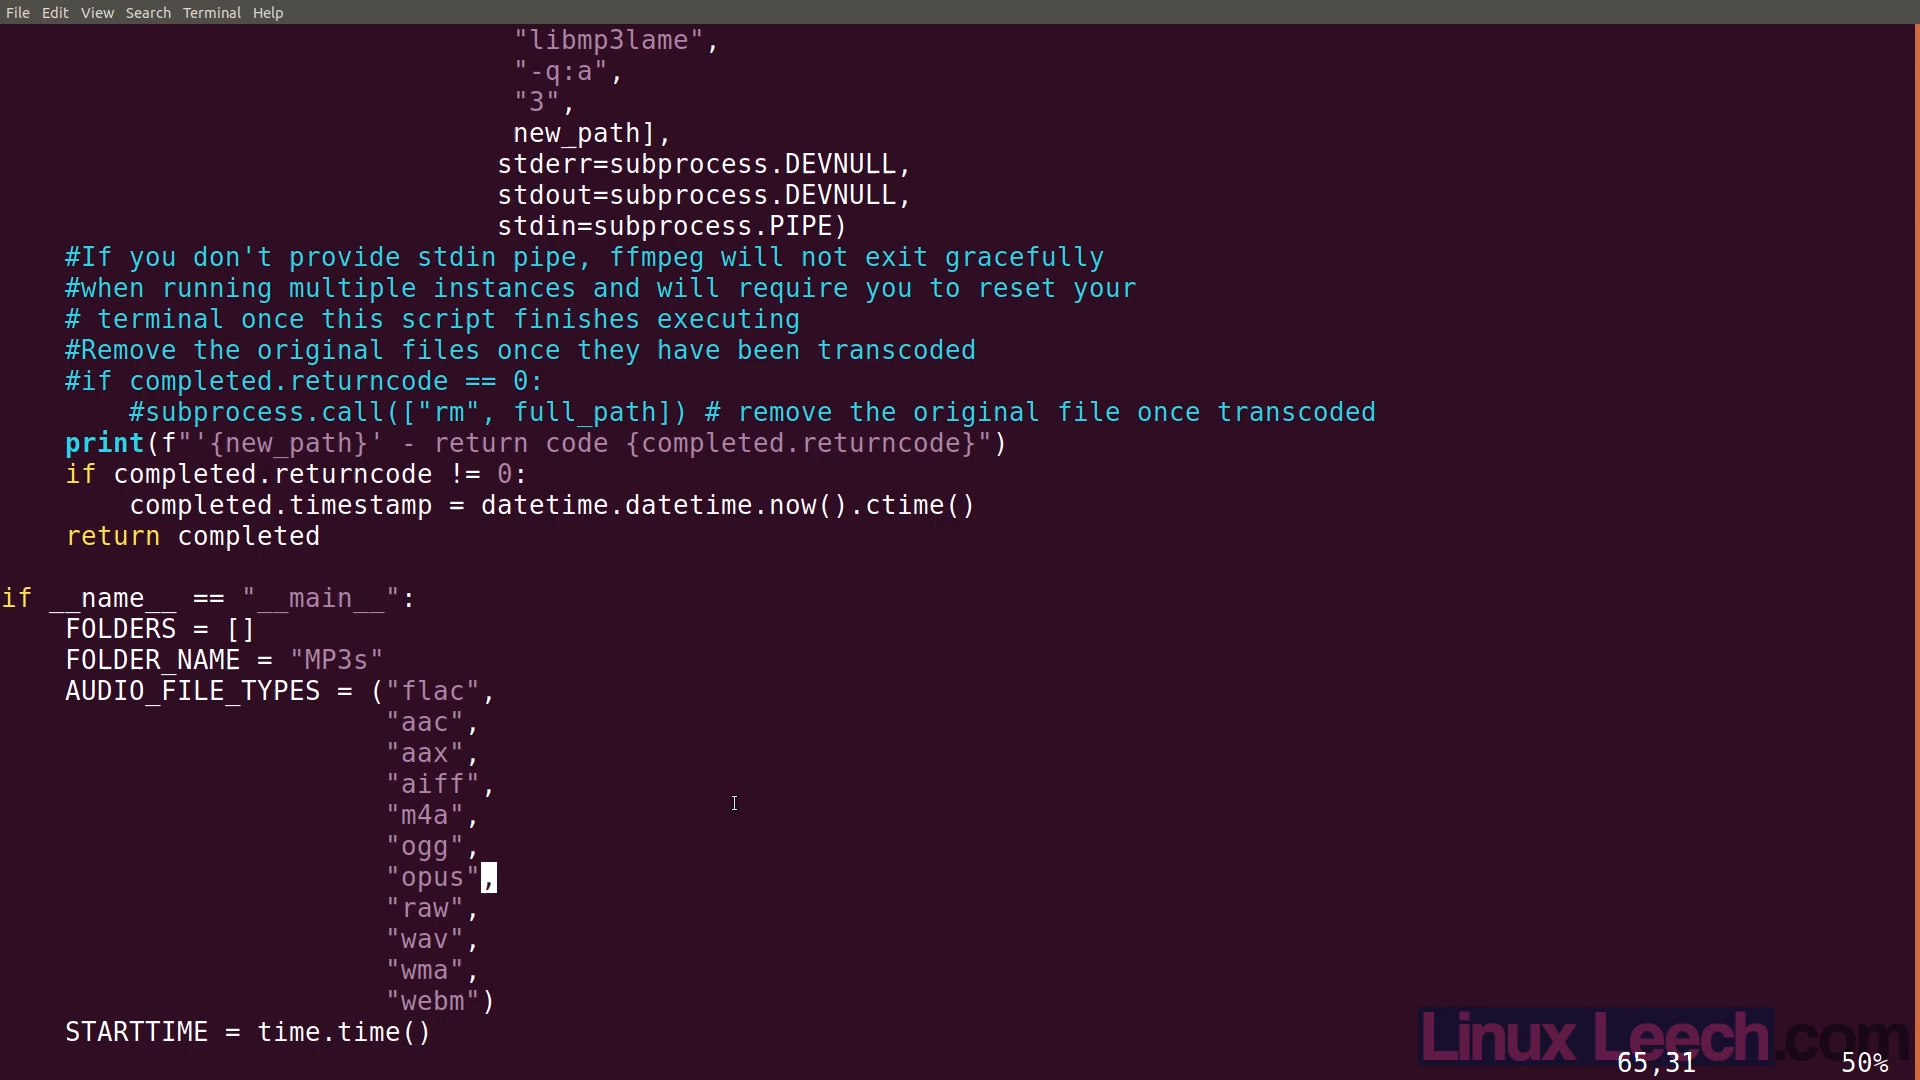 File Edit View Search Terminal Help
"libmp3lame",
"-q:a",
"3",
new_path],
stderr=subprocess.DEVNULL,
stdout=subprocess.DEVNULL,
stdin=subprocess.PIPE)
#If you don't provide stdin pipe, ffmpeg will not exit gracefully
#when running multiple instances and will require you to reset your
# terminal once this script finishes executing
#Remove the original files once they have been transcoded
#if completed.returncode == 0:
#subprocess.call(["rm", full_path]) # remove the original file once transcoded
print(f"'{new_path}' - return code {completed.returncode}")
if completed.returncode != 0:
completed.timestamp = datetime.datetime.now().ctime()
return completed
if __name__ == "__main__":
FOLDERS = []
FOLDER_NAME = "MP3s"
AUDIO_FILE_TYPES = ("flac",
"aac",
"aax",
"aiff",
"m4a",
"ogg",
"opus",
"raw",
"wav",
"wma",
"webm")
STARTTIME = time.time()
Linux Leech.com
65,31 50%